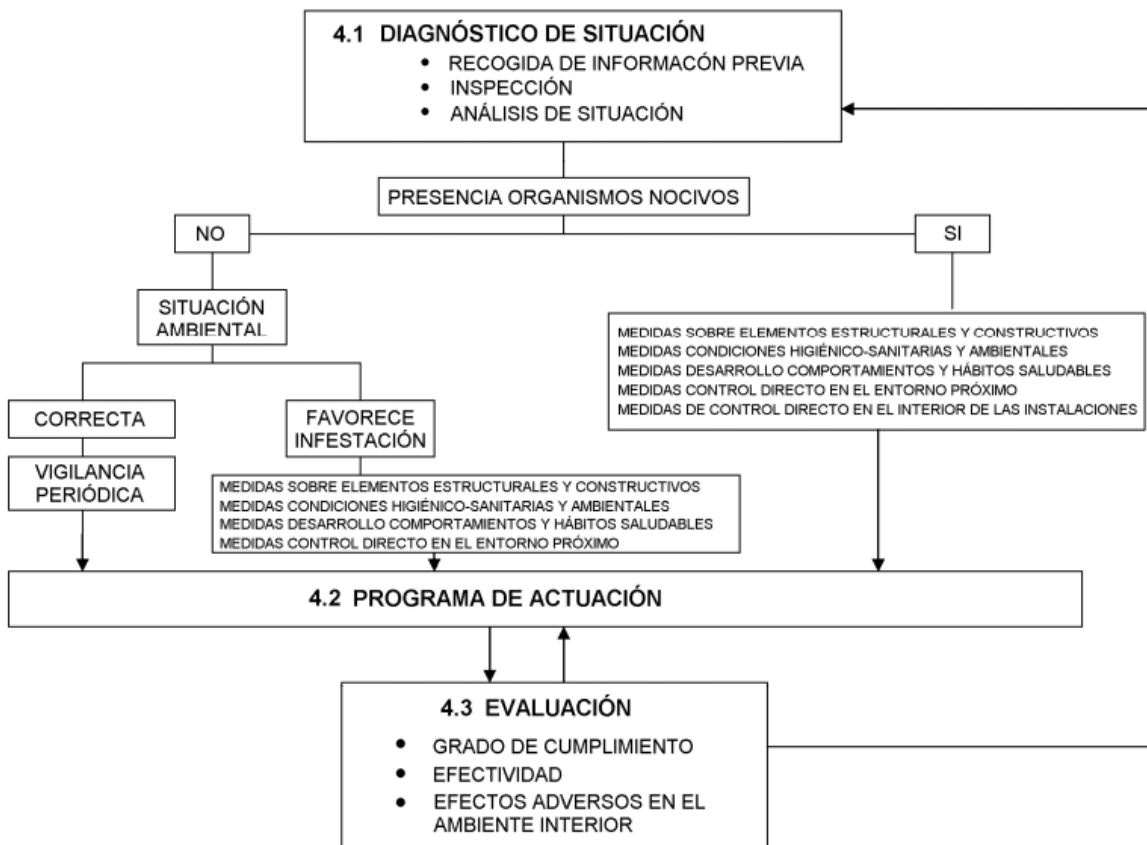 4.1 DIAGNÓSTICO DE SITUACIÓN
• RECOGIDA DE INFORMACÓN PREVIA
• INSPECCIÓN
• ANÁLISIS DE SITUACIÓN
PRESENCIA ORGANISMOS NOCIVOS
NO
SI
SITUACIÓN
AMBIENTAL
MEDIDAS SOBRE ELEMENTOS ESTRUCTURALES Y CONSTRUCTIVOS
MEDIDAS CONDICIONES HIGIÉNICO-SANITARIAS Y AMBIENTALES
MEDIDAS DESARROLLO COMPORTAMIENTOS Y HÁBITOS SALUDABLES
MEDIDAS CONTROL DIRECTO EN EL ENTORNO PRÓXIMO
MEDIDAS DE CONTROL DIRECTO EN EL INTERIOR DE LAS INSTALACIONES
CORRECTA
FAVORECE
INFESTACIÓN
VIGILANCIA
PERIÓDICA
MEDIDAS SOBRE ELEMENTOS ESTRUCTURALES Y CONSTRUCTIVOS
MEDIDAS CONDICIONES HIGIÉNICO-SANITARIAS Y AMBIENTALES
MEDIDAS DESARROLLO COMPORTAMIENTOS Y HÁBITOS SALUDABLES
MEDIDAS CONTROL DIRECTO EN EL ENTORNO PRÓXIMO
4.2 PROGRAMA DE ACTUACIÓN
4.3 EVALUACIÓN
• GRADO DE CUMPLIMIENTO
• EFECTIVIDAD
• EFECTOS ADVERSOS EN EL
AMBIENTE INTERIOR